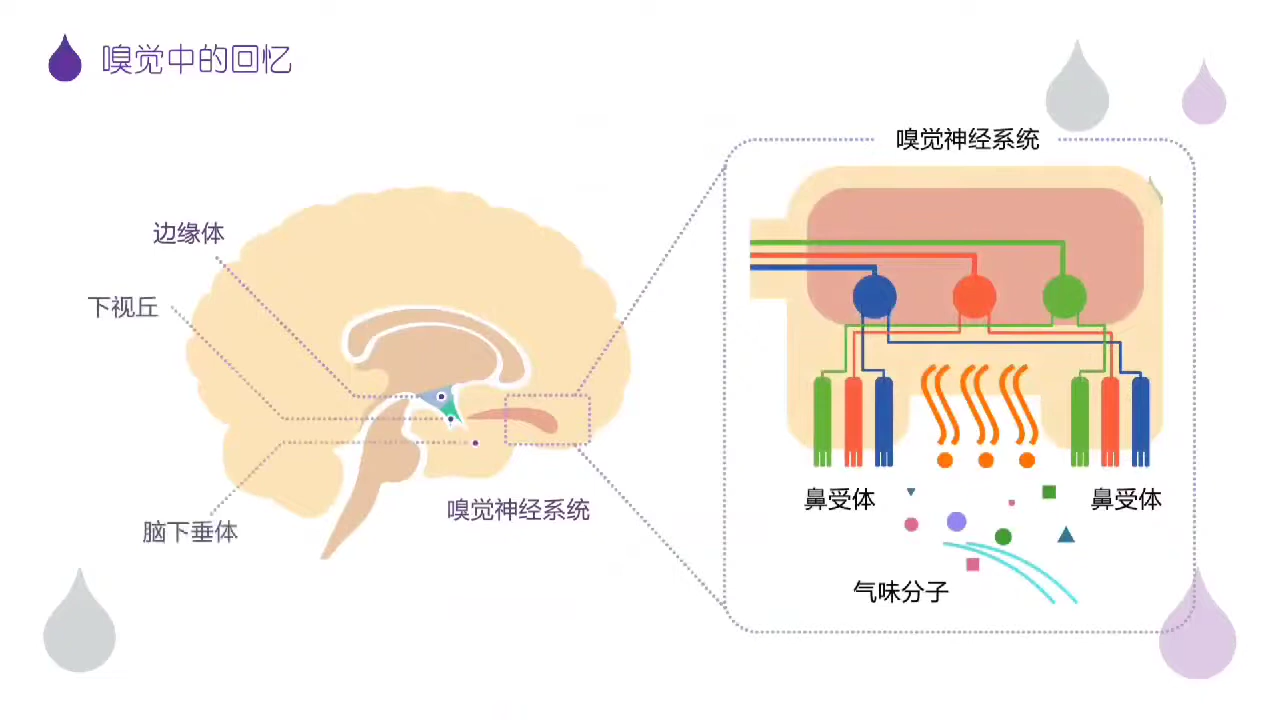 嗅觉中的回忆
嗅觉神经系统
边缘体
下视丘
脑下垂体
嗅觉神经系统
鼻受体
鼻受体
气味分子